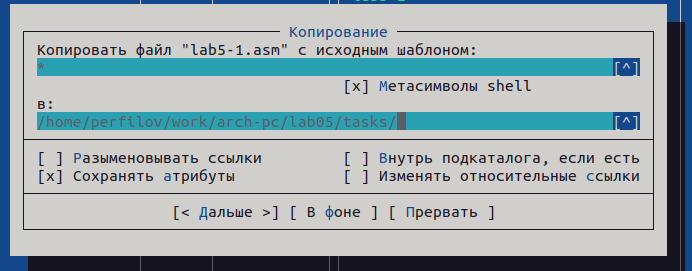 Копирование
Копировать файл "lab5-1.asm" с исходным шаблоном:
* [^]
[x] Метасимволы shell
в:
/home/perfilov/work/arch-pc/lab05/tasks/ [^]
[ ] Разыменовывать ссылки [ ] Внутрь подкаталога, если есть
[x] Сохранять атрибуты [ ] Изменять относительные ссылки
[< Дальше >] [ В фоне ] [ Прервать ]